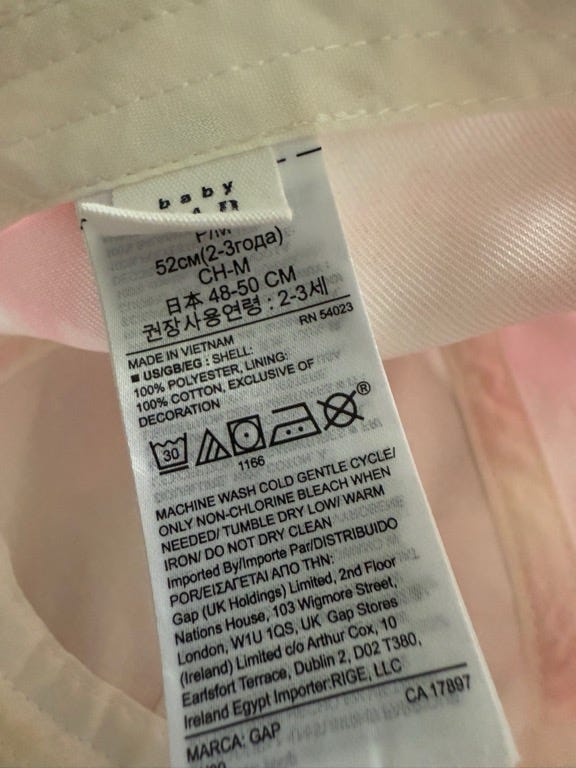 baby
P/M
52см(2-3года)
CH-M
日本 48-50 CM
권장사용연령 : 2-3세
RN 54023
MADE IN VIETNAM
■ US/GB/EG : SHELL:
100% POLYESTER, LINING:
100% COTTON, EXCLUSIVE OF
DECORATION
30
1166
®
MACHINE WASH COLD GENTLE CYCLE/
ONLY NON-CHLORINE BLEACH WHEN
NEEDED/ TUMBLE DRY LOW/ WARM
IRON/ DO NOT DRY CLEAN
Imported By/Importe Par/DISTRIBUIDO
POR/ΕΙΣΑΓΕΤΑΙ ΑΠΟ ΤΗΝ:
Gap (UK Holdings) Limited, 2nd Floor
Nations House, 103 Wigmore Street,
London, W1U 1QS, UK Gap Stores
(Ireland) Limited c/o Arthur Cox, 10
Earlsfort Terrace, Dublin 2, D02 T380,
Ireland Egypt Importer:RIGE, LLC
CA 17897
MARCA: GAP